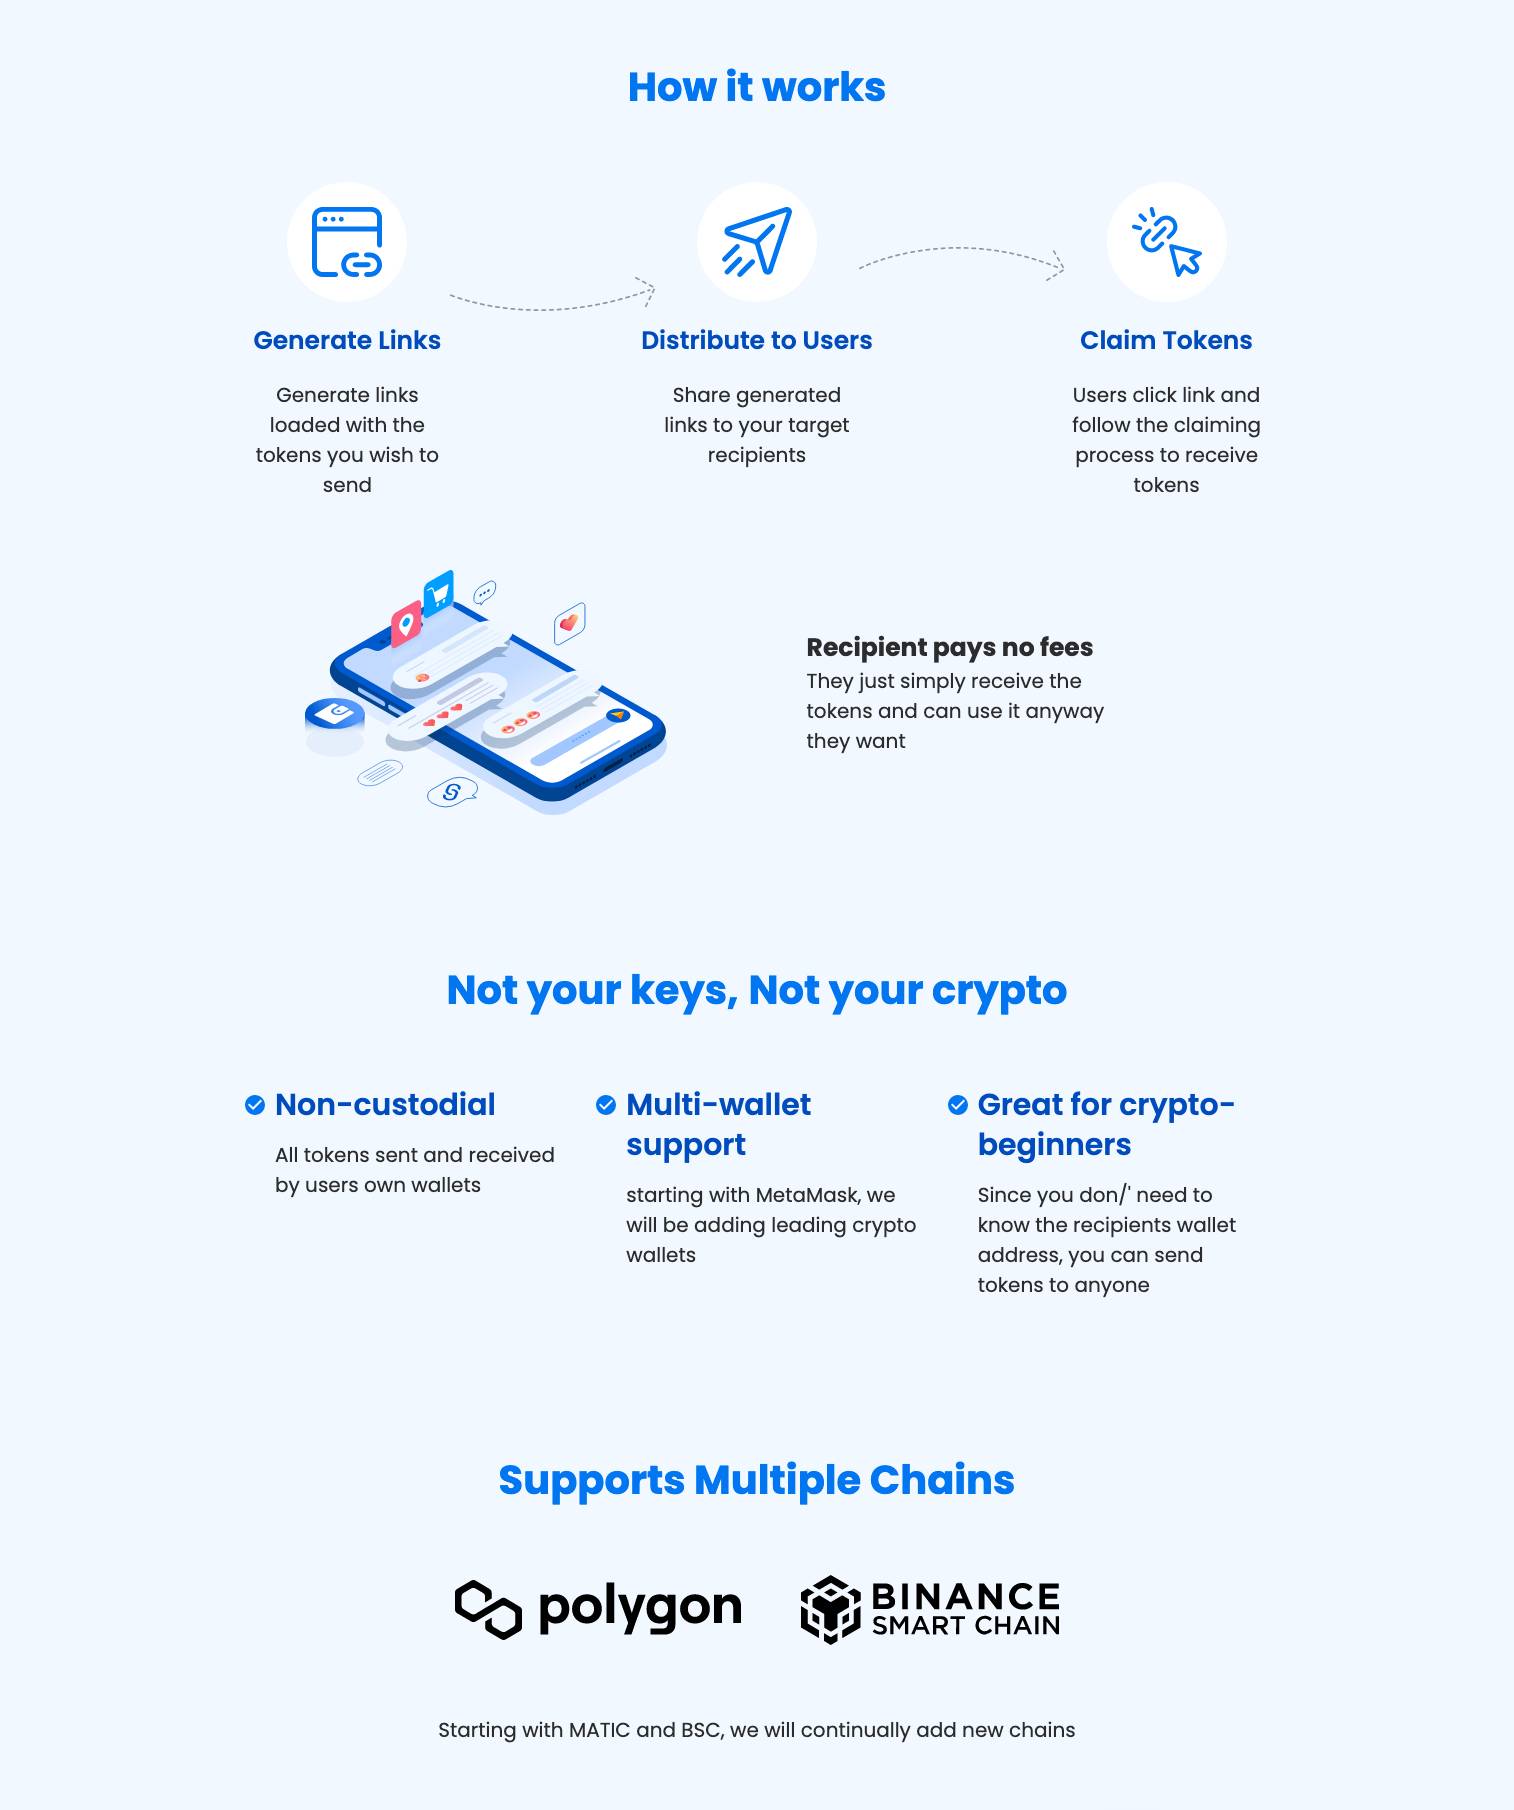 How it works
Generate Links
Generate links
loaded with the
tokens you wish to
send
Distribute to Users
Share generated
links to your target
recipients
Claim Tokens
Users click link and
follow the claiming
process to receive
tokens
Recipient pays no fees
They just simply receive the
tokens and can use it anyway
they want
Not your keys, Not your crypto
Non-custodial
All tokens sent and received
by users own wallets
Multi-wallet
support
starting with MetaMask, we
will be adding leading crypto
wallets
Great for crypto-
beginners
Since you don/' need to
know the recipients wallet
address, you can send
tokens to anyone
Supports Multiple Chains
polygon
BINANCE
SMART CHAIN
Starting with MATIC and BSC, we will continually add new chains